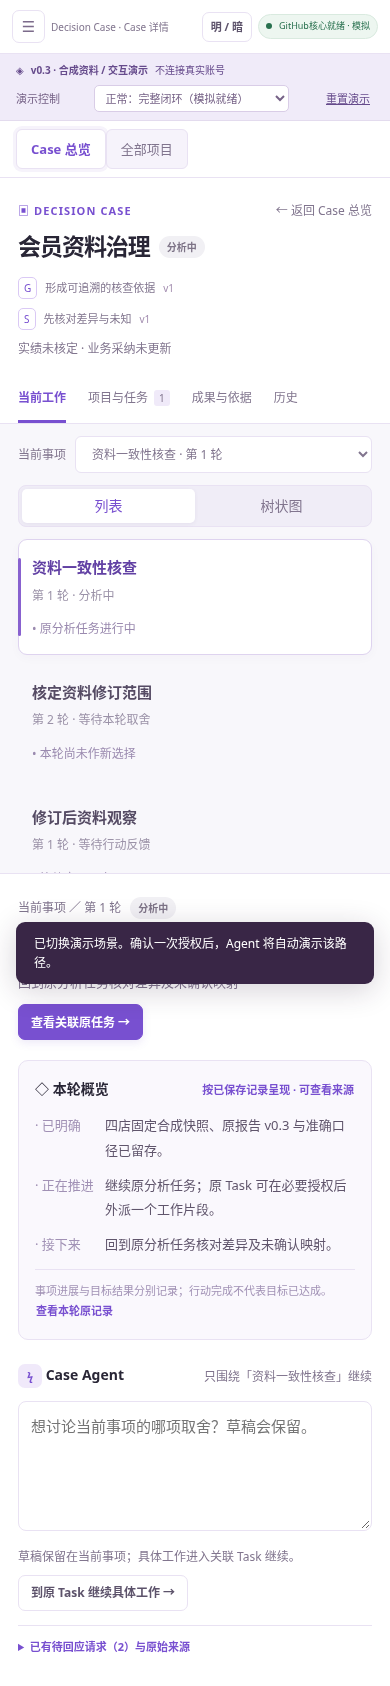 ☰ Decision Case · Case 详情 明 / 暗 GitHub核心就绪 · 模拟
◈ v0.3 · 合成资料 / 交互演示 不连接真实账号
演示控制 正常：完整闭环（模拟就绪） 重置演示
Case 总览 全部项目
▣ DECISION CASE ← 返回 Case 总览
会员资料治理 分析中
G 形成可追溯的核查依据 v1
S 先核对差异与未知 v1
实绩未核定 · 业务采纳未更新
当前工作 项目与任务 1 成果与依据 历史
当前事项 资料一致性核查 · 第 1 轮
列表 树状图
资料一致性核查
第 1 轮 · 分析中
• 原分析任务进行中
核定资料修订范围
第 2 轮 · 等待本轮取舍
• 本轮尚未作新选择
修订后资料观察
第 1 轮 · 等待行动反馈
当前事项 ／ 第 1 轮 分析中
已切换演示场景。确认一次授权后，Agent 将自动演示该路
径。
回到原分析任务核对差异及未确认映射
查看关联原任务 →
◇ 本轮概览 按已保存记录呈现 · 可查看来源
· 已明确 四店固定合成快照、原报告 v0.3 与准确口
径已留存。
· 正在推进 继续原分析任务；原 Task 可在必要授权后
外派一个工作片段。
· 接下来 回到原分析任务核对差异及未确认映射。
事项进展与目标结果分别记录；行动完成不代表目标已达成。
查看本轮原记录
Case Agent 只围绕「资料一致性核查」继续
想讨论当前事项的哪项取舍？草稿会保留。
草稿保留在当前事项；具体工作进入关联 Task 继续。
到原 Task 继续具体工作 →
▶ 已有待回应请求（2）与原始来源